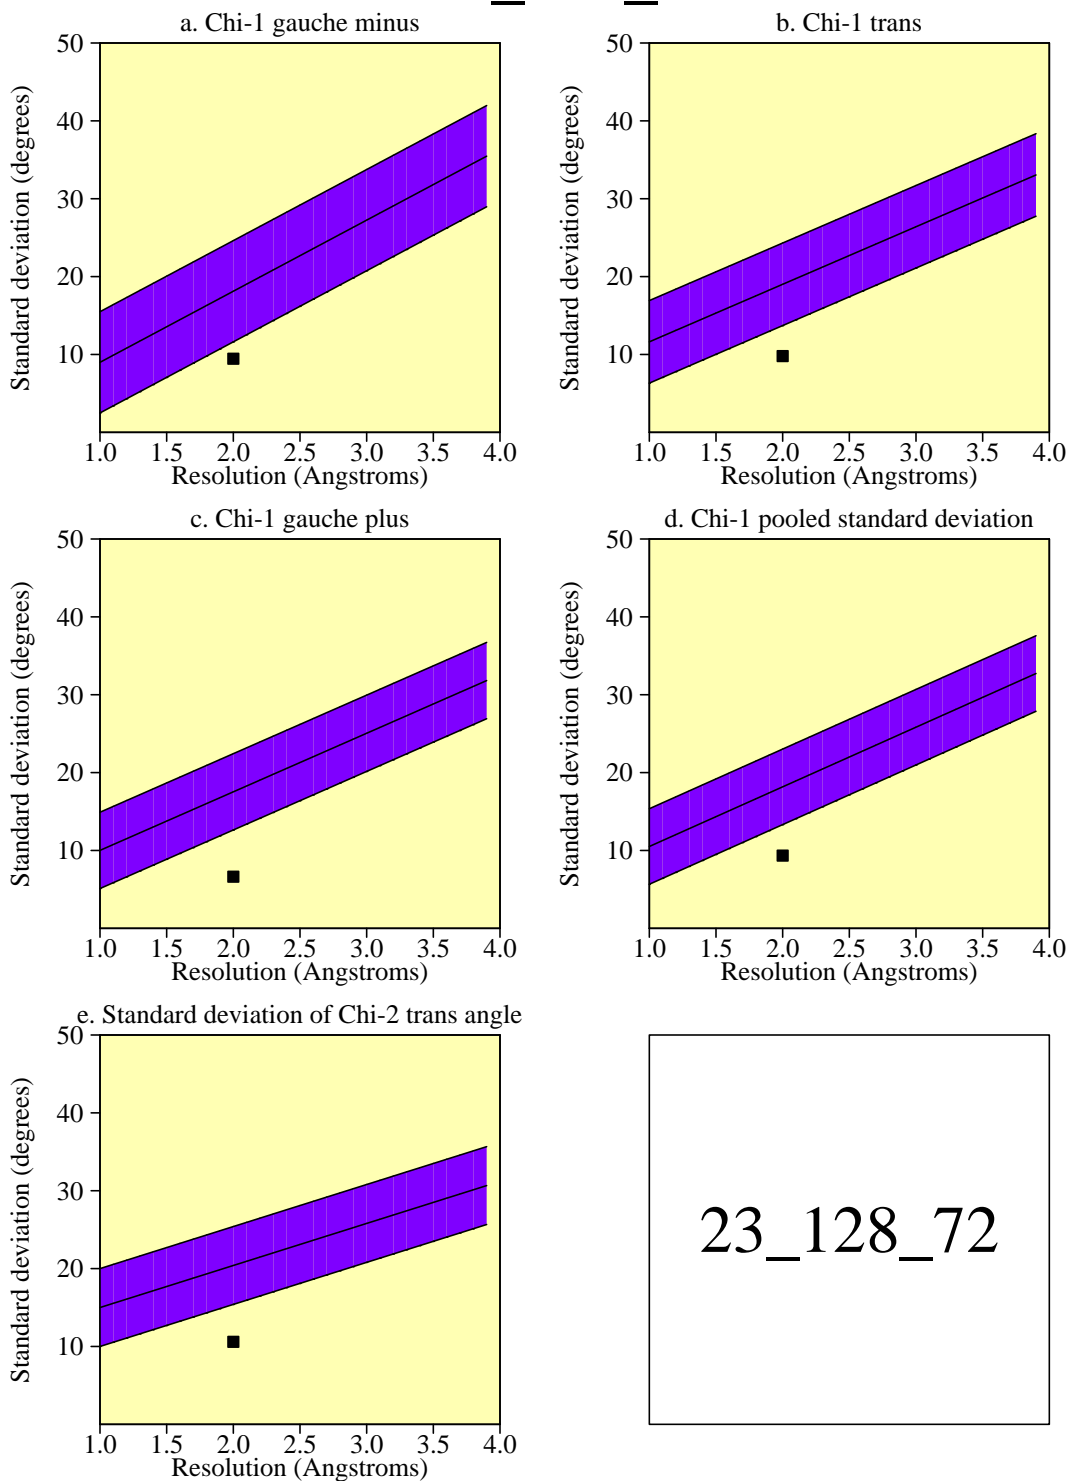 a. Chi-1 gauche minus
50
40
30
20
10
Standard deviation (degrees)
1.0 1.5 2.0 2.5 3.0 3.5 4.0
Resolution (Angstroms)
b. Chi-1 trans
50
40
30
20
10
Standard deviation (degrees)
1.0 1.5 2.0 2.5 3.0 3.5 4.0
Resolution (Angstroms)
c. Chi-1 gauche plus
50
40
30
20
10
Standard deviation (degrees)
1.0 1.5 2.0 2.5 3.0 3.5 4.0
Resolution (Angstroms)
d. Chi-1 pooled standard deviation
50
40
30
20
10
Standard deviation (degrees)
1.0 1.5 2.0 2.5 3.0 3.5 4.0
Resolution (Angstroms)
e. Standard deviation of Chi-2 trans angle
50
40
30
20
10
Standard deviation (degrees)
1.0 1.5 2.0 2.5 3.0 3.5 4.0
Resolution (Angstroms)
23_128_72